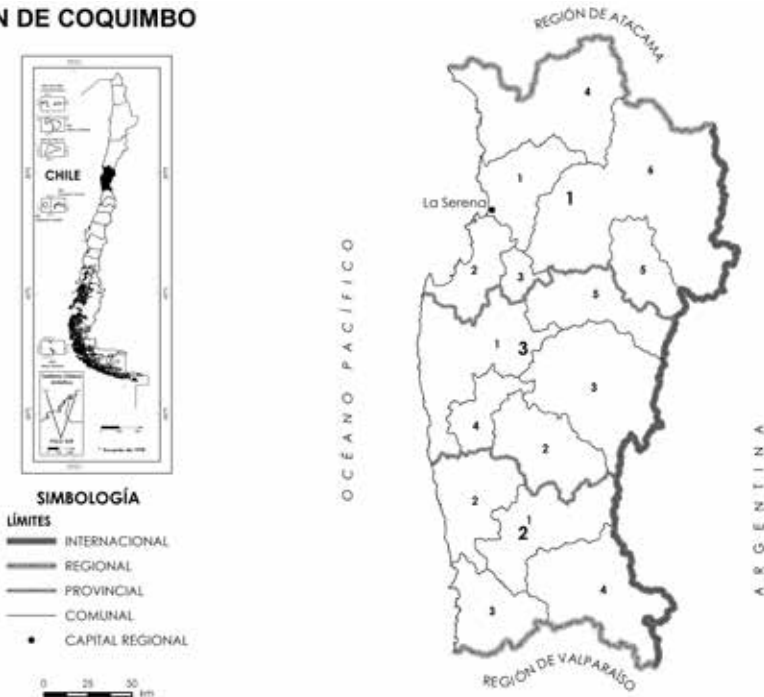 N DE COQUIMBO
CHILE
SIMBOLOGÍA
LÍMITES
INTERNACIONAL
REGIONAL
PROVINCIAL
COMUNAL
CAPITAL REGIONAL
0 25 50 km
OCÉANO PACÍFICO
REGIÓN DE ATACAMA
4
6
1
1
La Serena
2
3
5
5
1
3
3
4
2
2
1
2
4
3
REGIÓN DE VALPARAÍSO
ARGENTINA